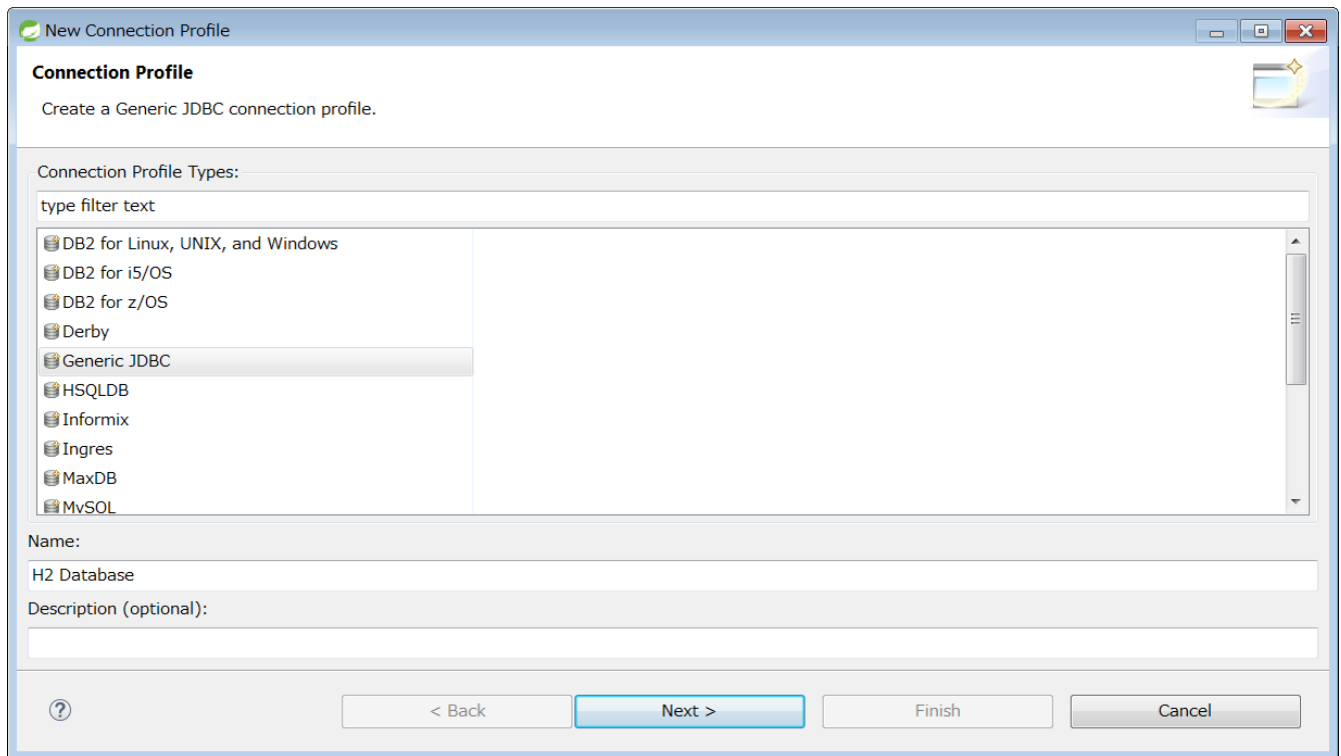 New Connection Profile
Connection Profile
Create a Generic JDBC connection profile.
Connection Profile Types:
type filter text
DB2 for Linux, UNIX, and Windows
DB2 for i5/OS
DB2 for z/OS
Derby
Generic JDBC
HSQLDB
Informix
Ingres
MaxDB
MySQL
Name:
H2 Database
Description (optional):
< Back
Next >
Finish
Cancel